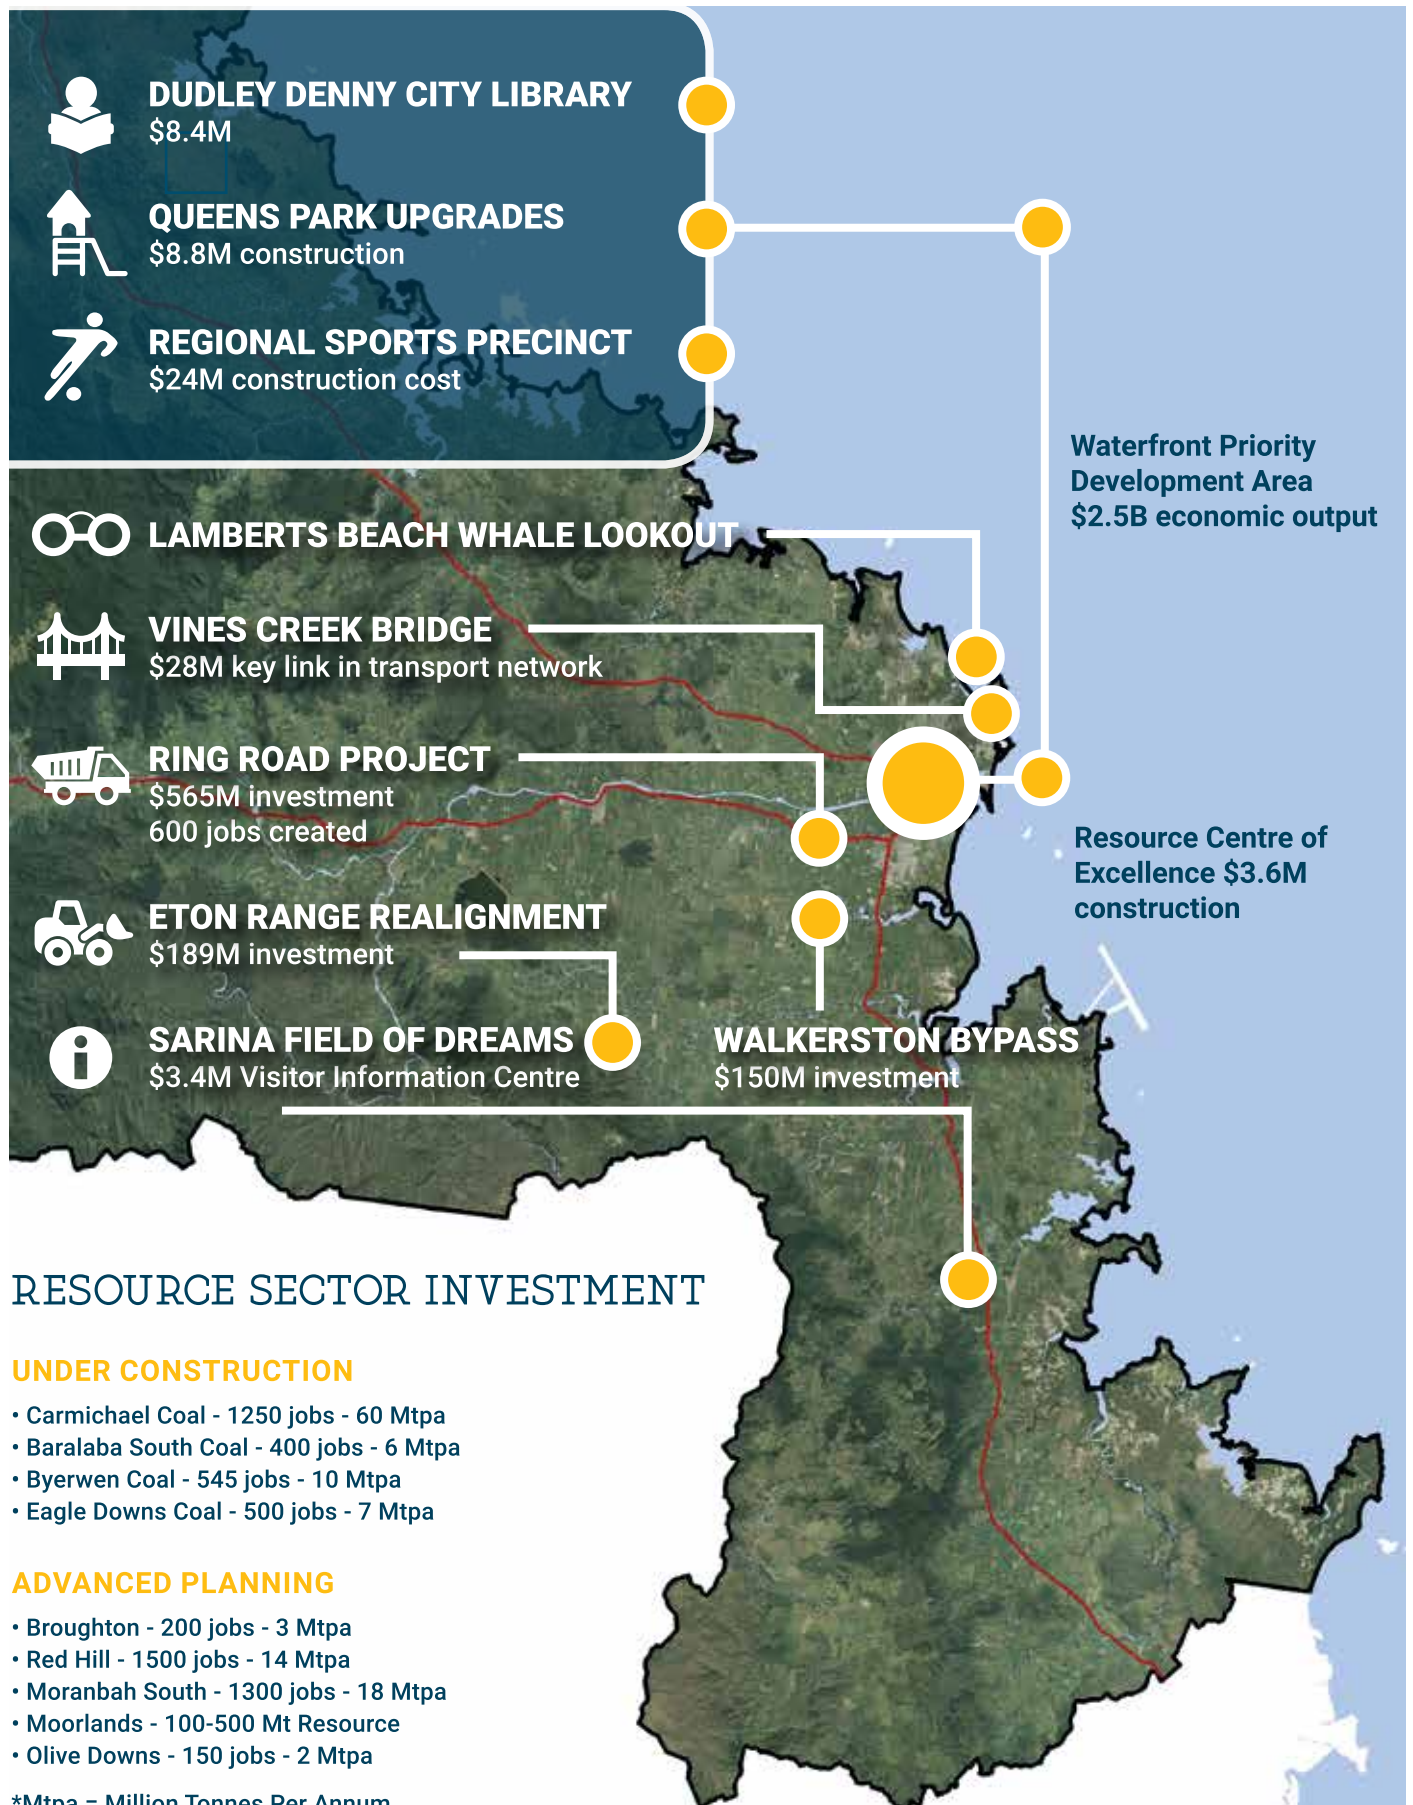 DUDLEY DENNY CITY LIBRARY
$8.4M
QUEENS PARK UPGRADES
$8.8M construction
REGIONAL SPORTS PRECINCT
$24M construction cost
Waterfront Priority
Development Area
$2.5B economic output
LAMBERTS BEACH WHALE LOOKOUT
VINES CREEK BRIDGE
$28M key link in transport network
RING ROAD PROJECT
$565M investment
600 jobs created
Resource Centre of
Excellence $3.6M
construction
ETON RANGE REALIGNMENT
$189M investment
SARINA FIELD OF DREAMS
$3.4M Visitor Information Centre
WALKERSTON BYPASS
$150M investment
RESOURCE SECTOR INVESTMENT
UNDER CONSTRUCTION
• Carmichael Coal - 1250 jobs - 60 Mtpa
• Baralaba South Coal - 400 jobs - 6 Mtpa
• Byerwen Coal - 545 jobs - 10 Mtpa
• Eagle Downs Coal - 500 jobs - 7 Mtpa
ADVANCED PLANNING
• Broughton - 200 jobs - 3 Mtpa
• Red Hill - 1500 jobs - 14 Mtpa
• Moranbah South - 1300 jobs - 18 Mtpa
• Moorlands - 100-500 Mt Resource
• Olive Downs - 150 jobs - 2 Mtpa
*Mtpa = Million Tonnes Per Annum